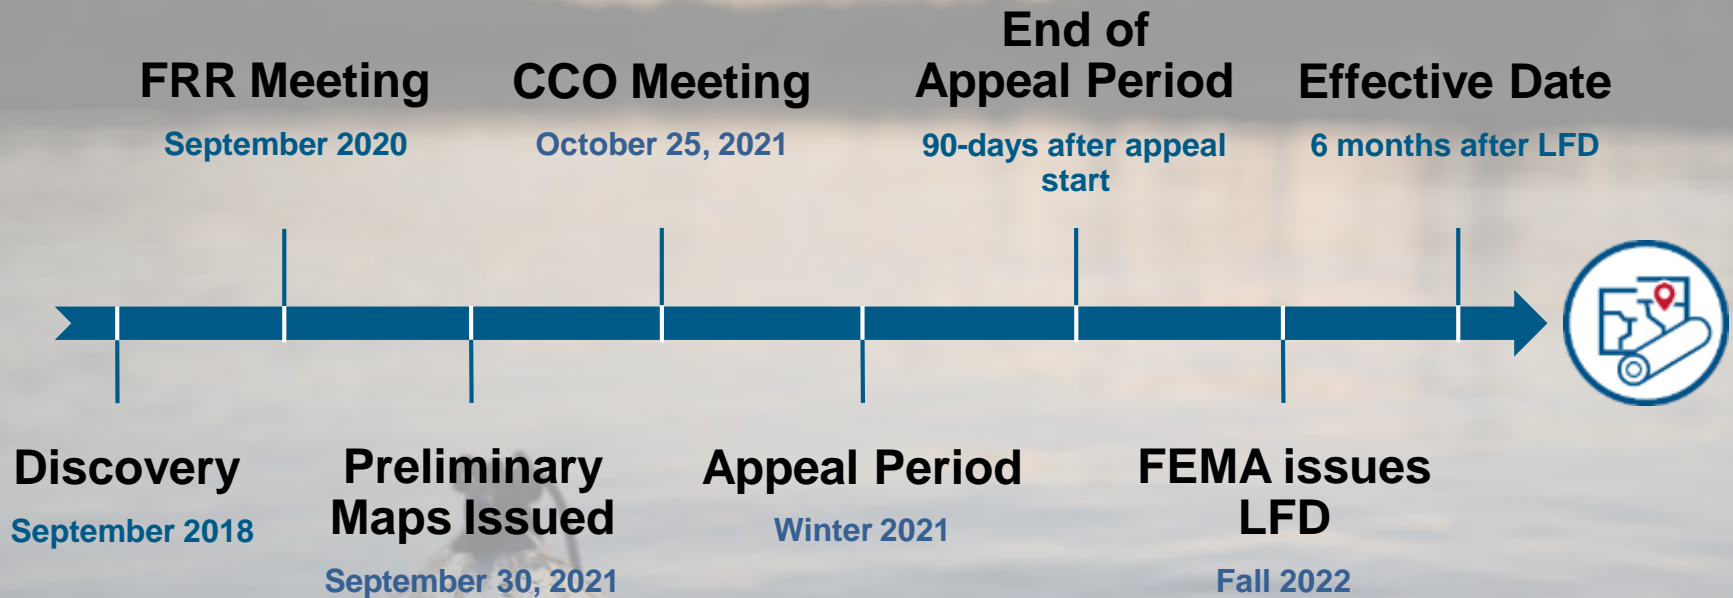 FRR Meeting
September 2020
CCO Meeting
October 25, 2021
End of
Appeal Period
90-days after appeal
start
Effective Date
6 months after LFD
Discovery
September 2018
Preliminary
Maps Issued
September 30, 2021
Appeal Period
Winter 2021
FEMA issues
LFD
Fall 2022